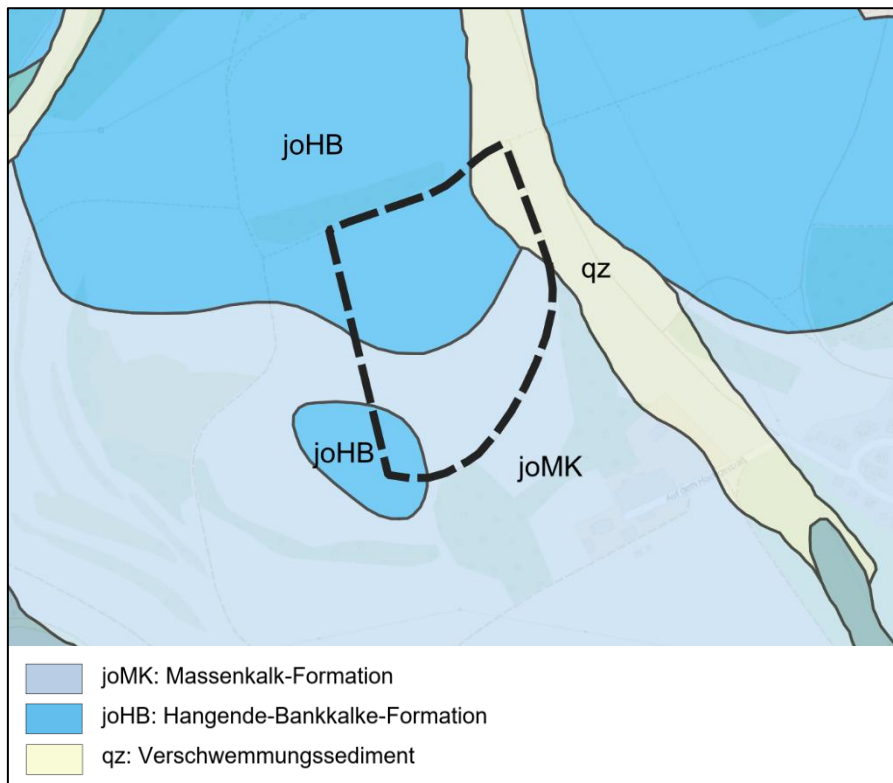 joHB
qz
joHB
joMK
joMK: Massenkalk-Formation
joHB: Hangende-Bankkalke-Formation
qz: Verschwemmungssediment